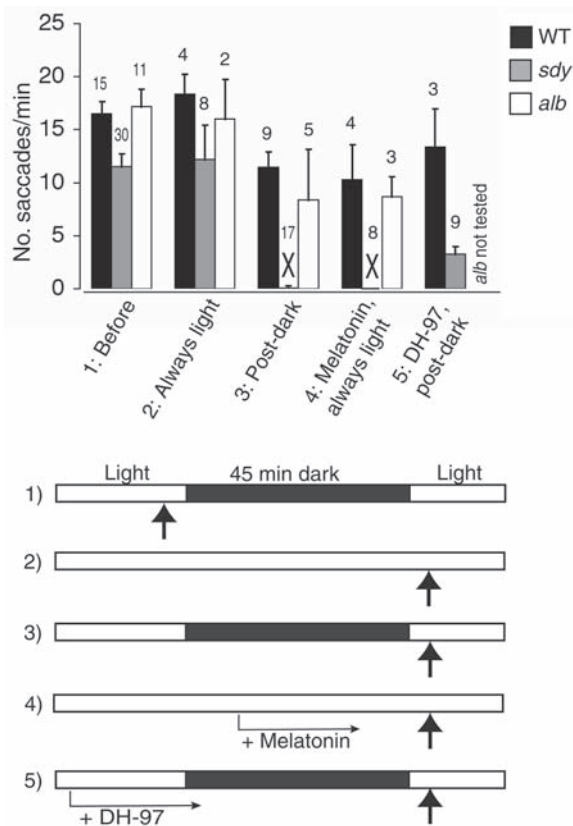 25
20
15
10
5
0
No. saccades/min
15
30
11
4
8
2
9
17
5
4
8
3
3
9
X
X
alb not tested
WT
sdy
alb
1: Before
2: Always light
3: Post-dark
4: Melatonin,
always light
5: DH-97,
post-dark
Light 45 min dark Light
1)
2)
3)
4)
+ Melatonin
5)
+ DH-97